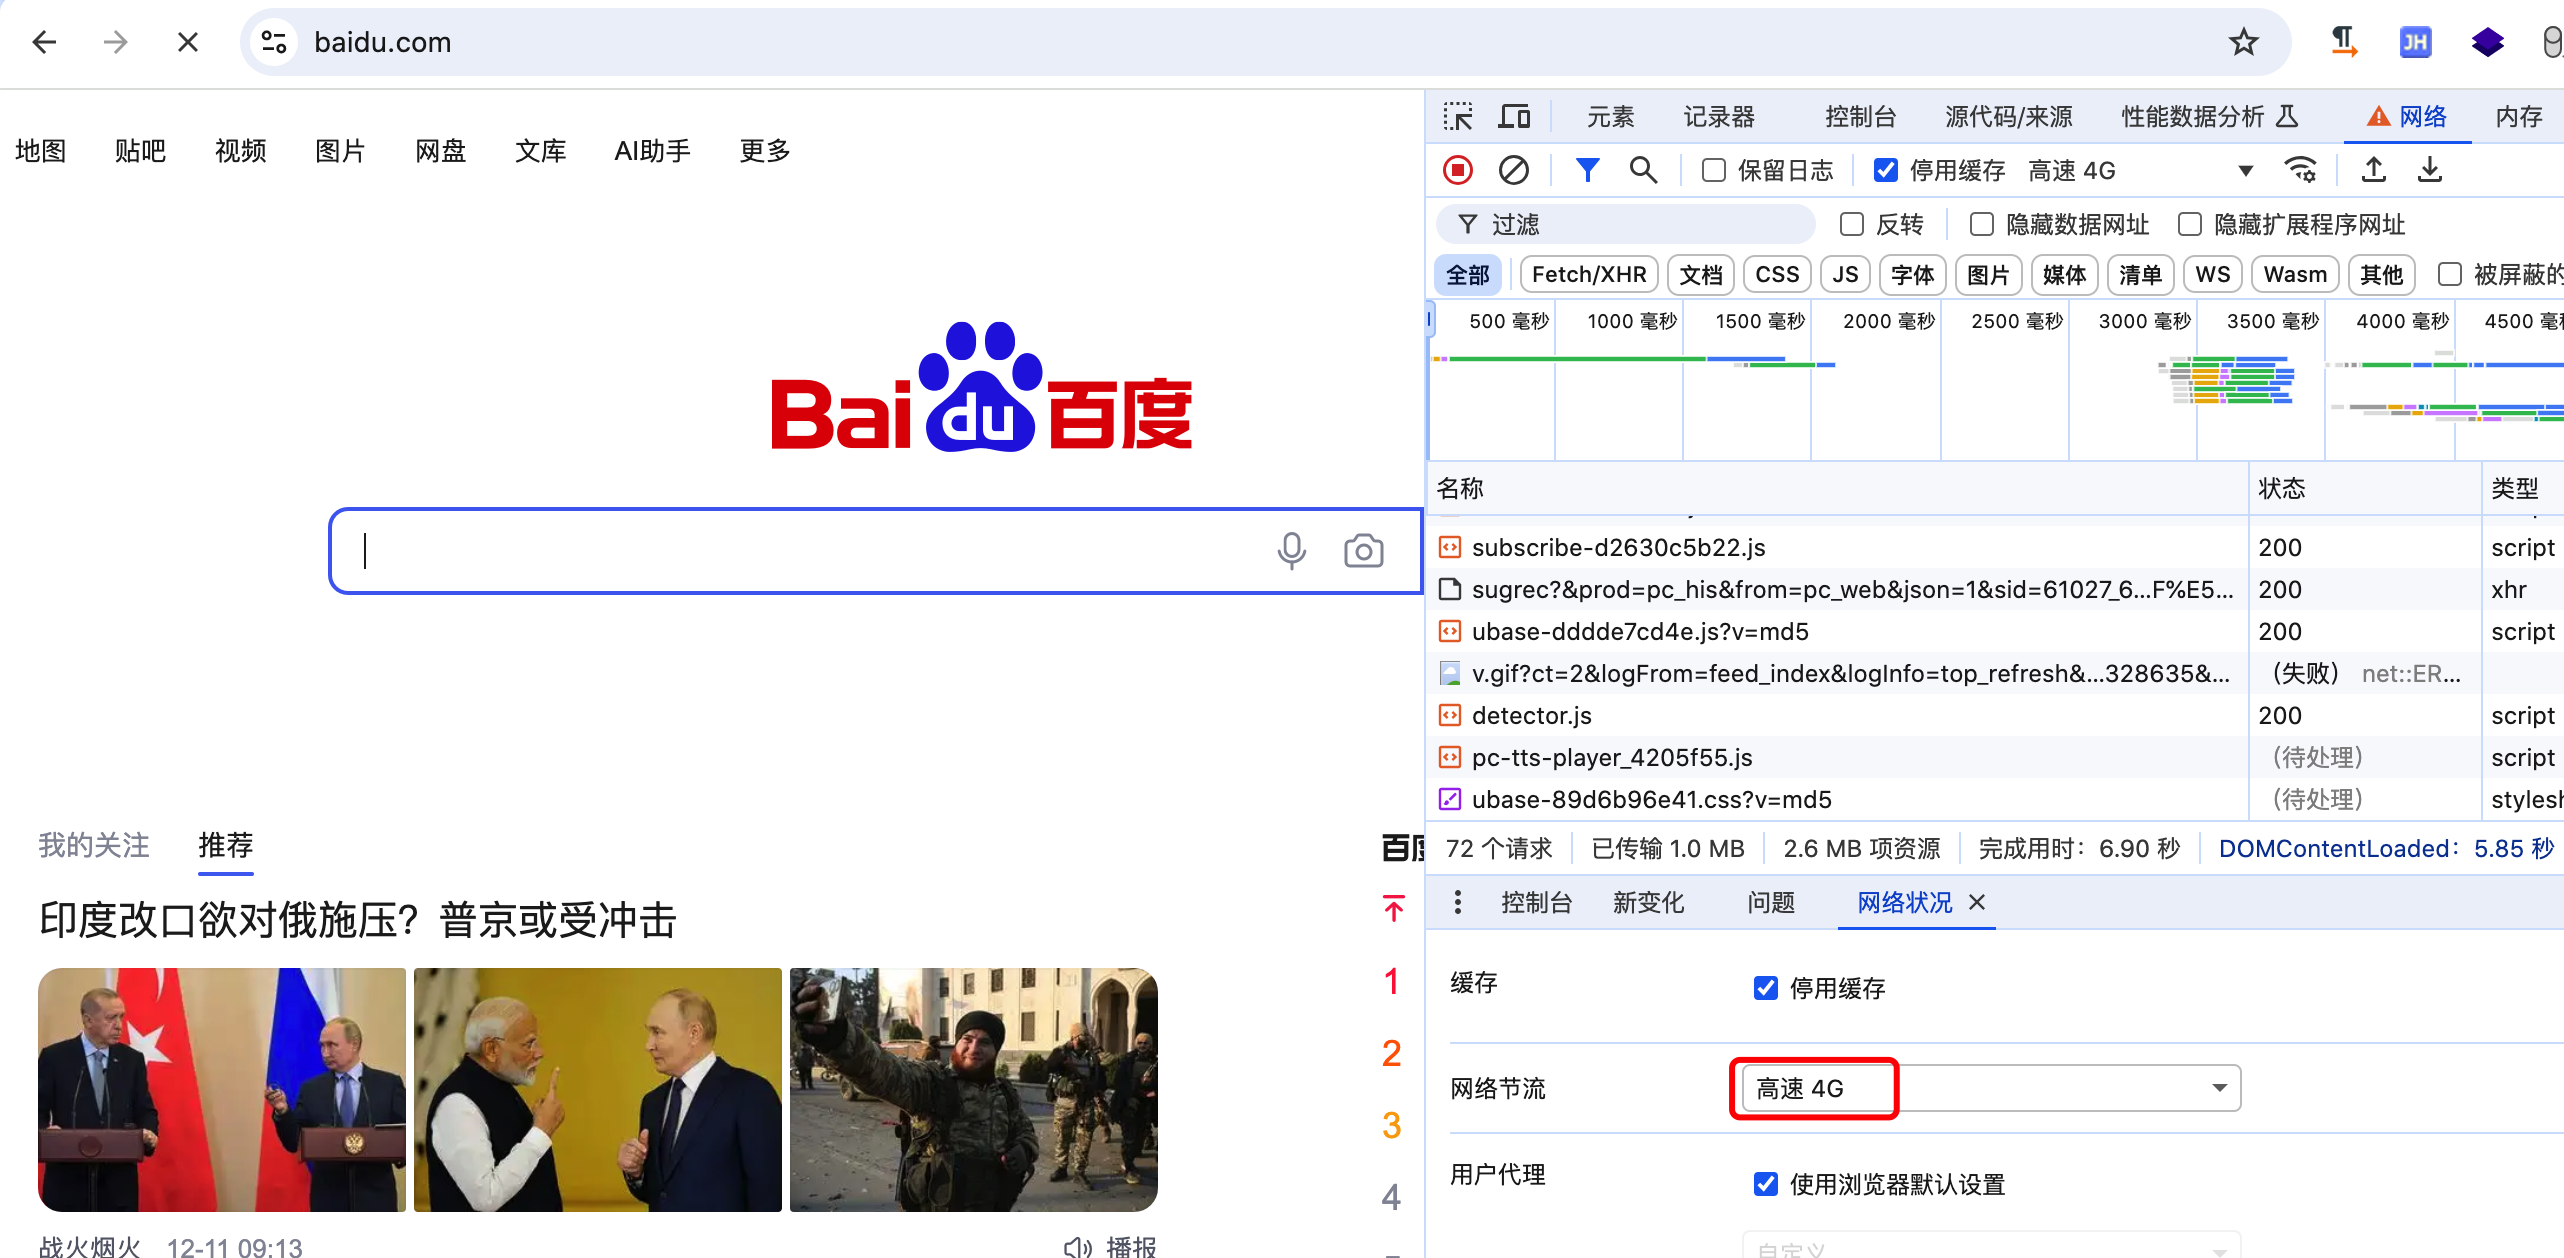 baidu.com
JH
地图 贴吧 视频 图片 网盘 文库 AI助手 更多
Bai du 百度
我的关注 推荐
百度
印度改口欲对俄施压？普京或受冲击
1
2
3
4
战火烟火 12-11 09:13 播报
元素 记录器 控制台 源代码/来源 性能数据分析 网络 内存
保留日志 停用缓存 高速 4G
过滤 反转 隐藏数据网址 隐藏扩展程序网址
全部 Fetch/XHR 文档 CSS JS 字体 图片 媒体 清单 WS Wasm 其他 被屏蔽的
500 毫秒 1000 毫秒 1500 毫秒 2000 毫秒 2500 毫秒 3000 毫秒 3500 毫秒 4000 毫秒 4500 毫秒
名称 状态 类型
subscribe-d2630c5b22.js 200 script
sugrec?&prod=pc_his&from=pc_web&json=1&sid=61027_6...F%E5... 200 xhr
ubase-dddde7cd4e.js?v=md5 200 script
v.gif?ct=2&logFrom=feed_index&logInfo=top_refresh&...328635&... （失败） net::ER...
detector.js 200 script
pc-tts-player_4205f55.js （待处理） script
ubase-89d6b96e41.css?v=md5 （待处理） stylesh
72 个请求 已传输 1.0 MB 2.6 MB 项资源 完成用时：6.90 秒 DOMContentLoaded：5.85 秒
控制台 新变化 问题 网络状况
缓存 停用缓存
网络节流 高速 4G
用户代理 使用浏览器默认设置
自定义